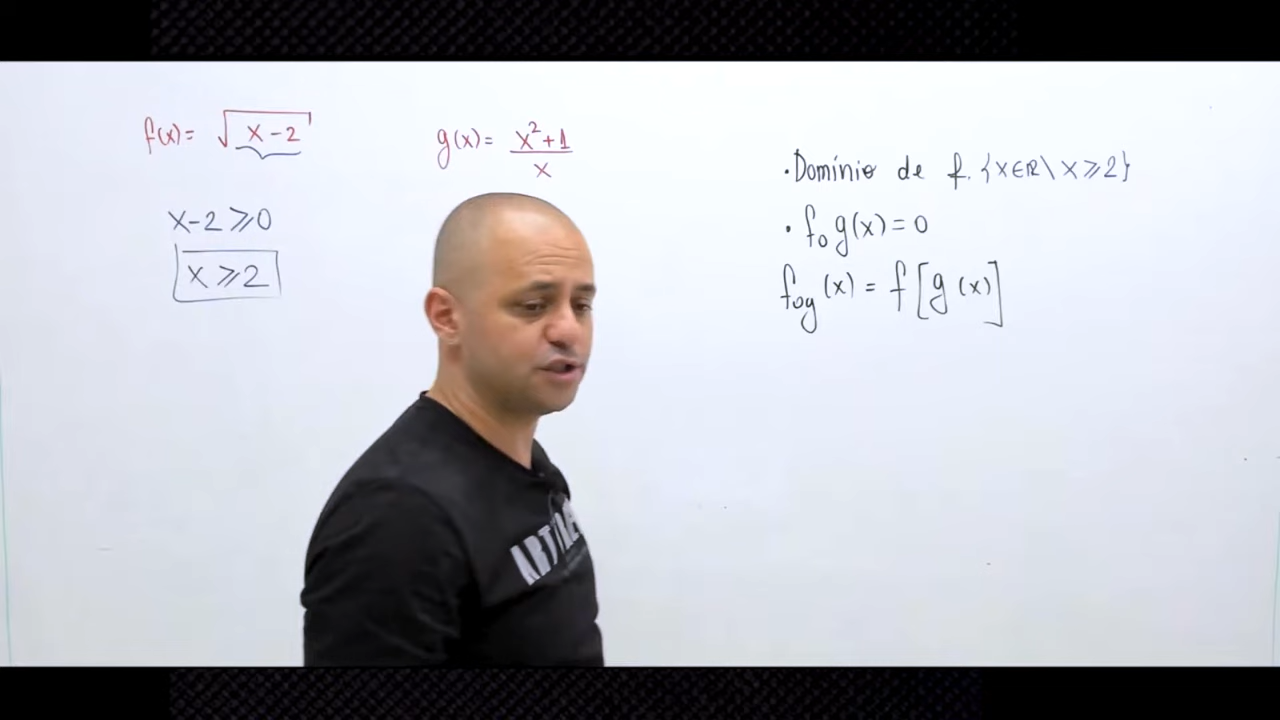 f(x)= √x-2
g(x)= x²+1/x
x-2 ⩾ 0
x ⩾ 2
• Domínio de f. {x∈R \ x ⩾ 2}
• fog(x) = 0
fog(x) = f[g(x)]